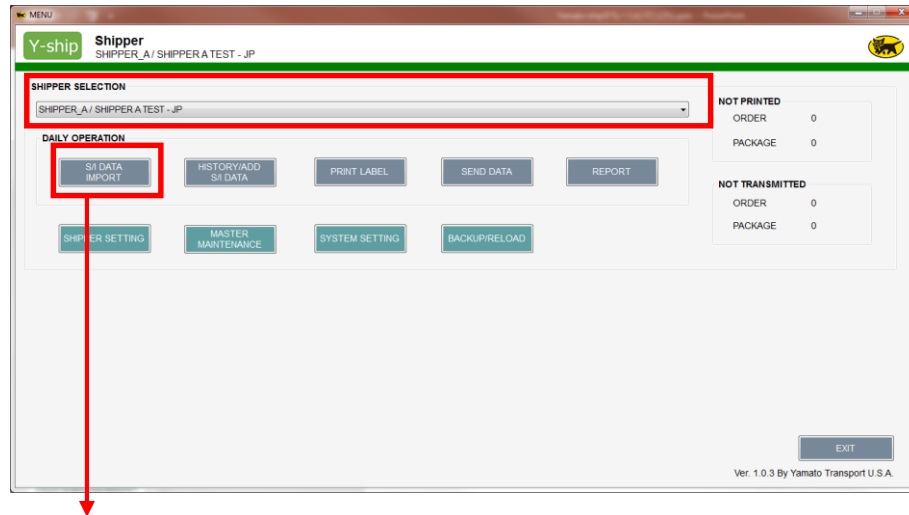 MENU
Y-ship
Shipper
SHIPPER_A / SHIPPER A TEST - JP
SHIPPER SELECTION
SHIPPER_A / SHIPPER A TEST - JP
DAILY OPERATION
S/I DATA
IMPORT
HISTORY/ADD
S/I DATA
PRINT LABEL
SEND DATA
REPORT
SHIPPER SETTING
MASTER
MAINTENANCE
SYSTEM SETTING
BACKUP/RELOAD
NOT PRINTED
ORDER 0
PACKAGE 0
NOT TRANSMITTED
ORDER 0
PACKAGE 0
EXIT
Ver. 1.0.3 By Yamato Transport U.S.A.